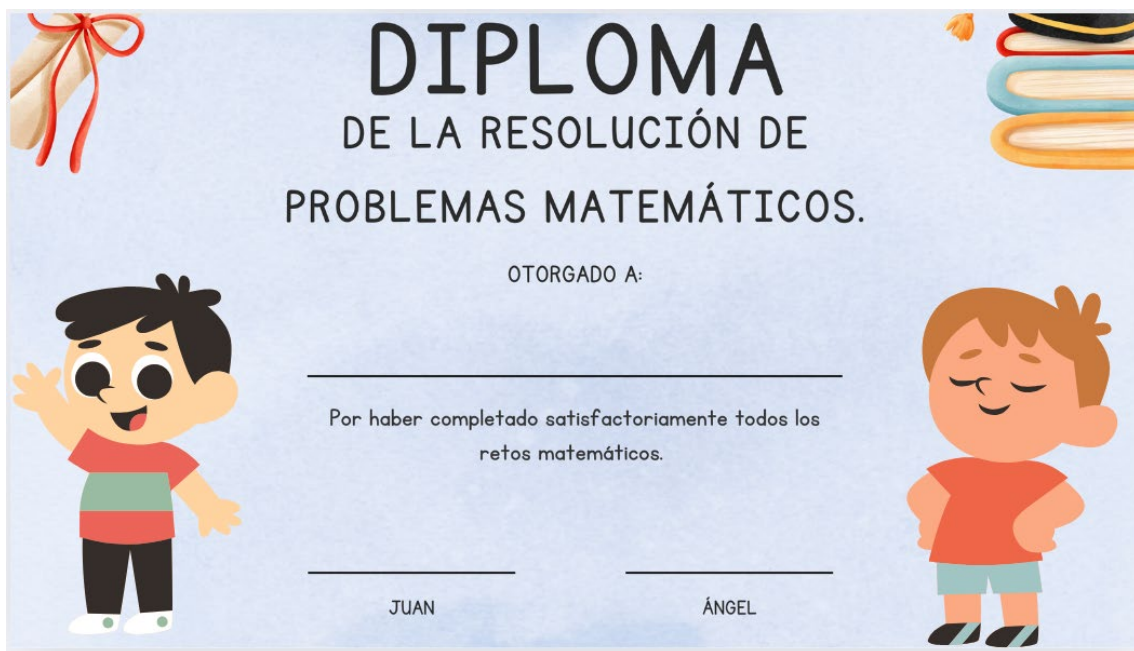 DIPLOMA
DE LA RESOLUCIÓN DE
PROBLEMAS MATEMÁTICOS.
OTORGADO A:
Por haber completado satisfactoriamente todos los
retos matemáticos.
JUAN
ÁNGEL